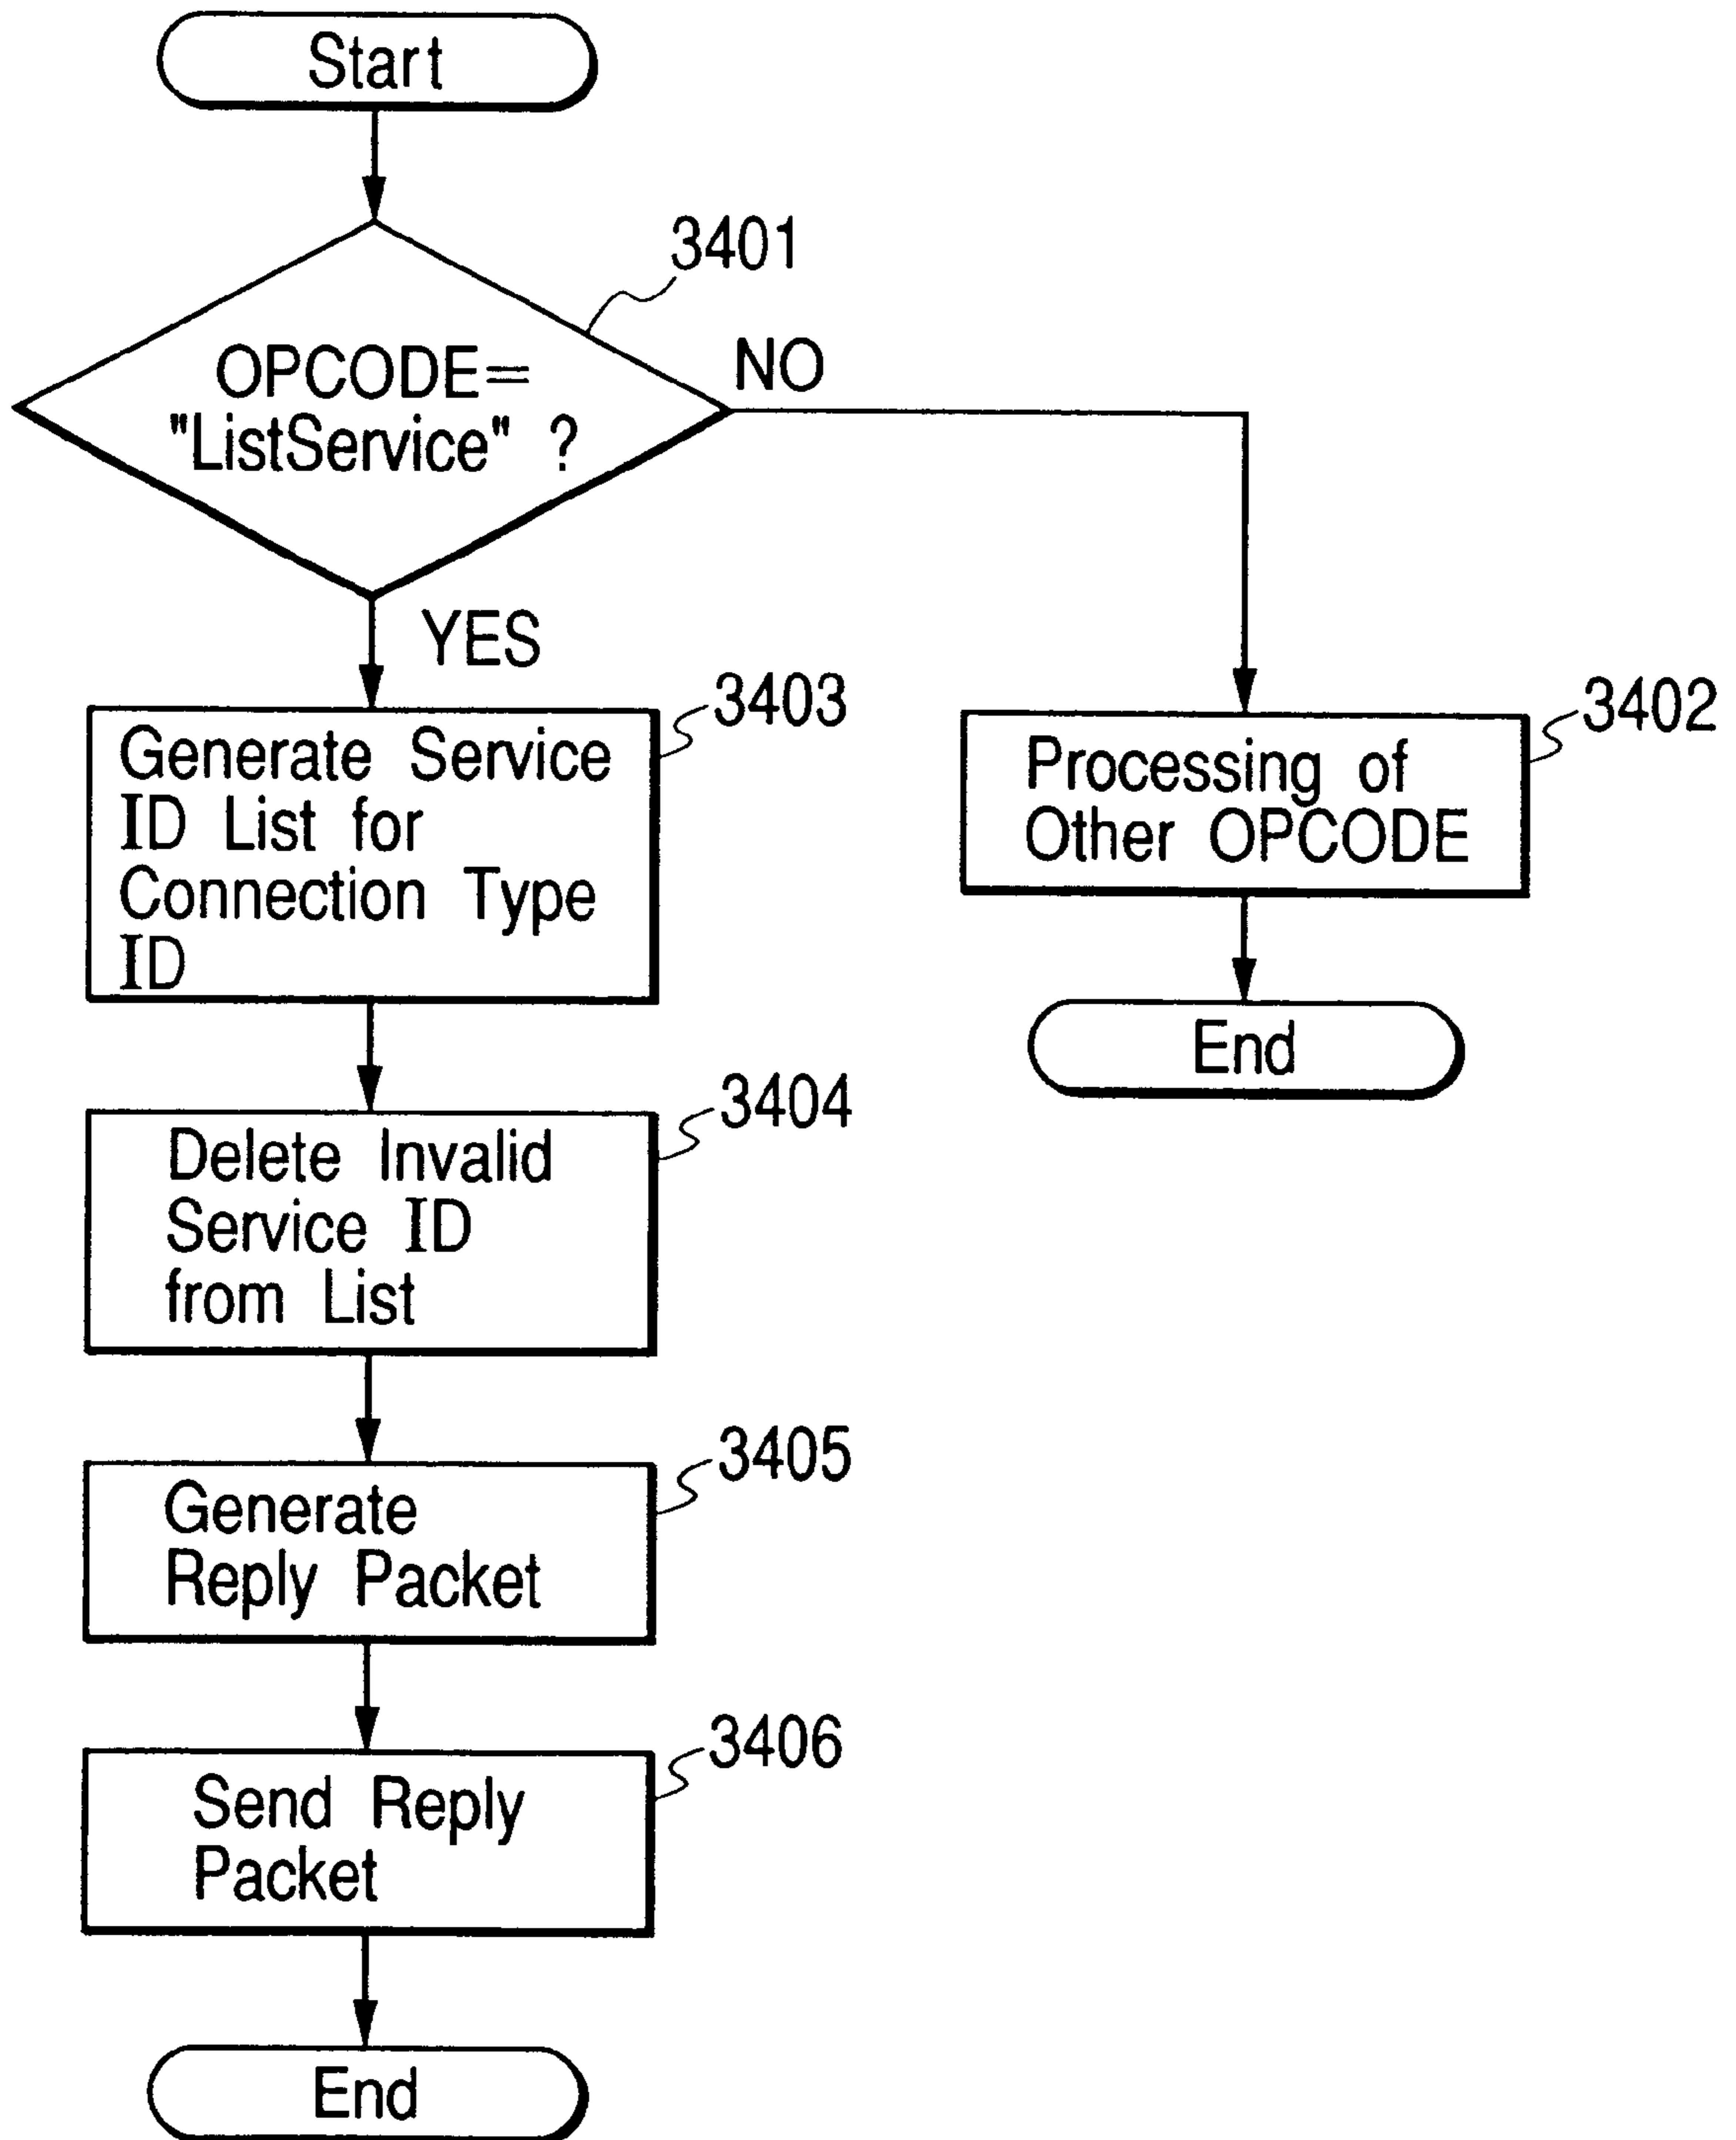 Start
3401
OPCODE=
"ListService" ?
NO
YES
3403
Generate Service
ID List for
Connection Type
ID
3402
Processing of
Other OPCODE
End
3404
Delete Invalid
Service ID
from List
3405
Generate
Reply Packet
3406
Send Reply
Packet
End